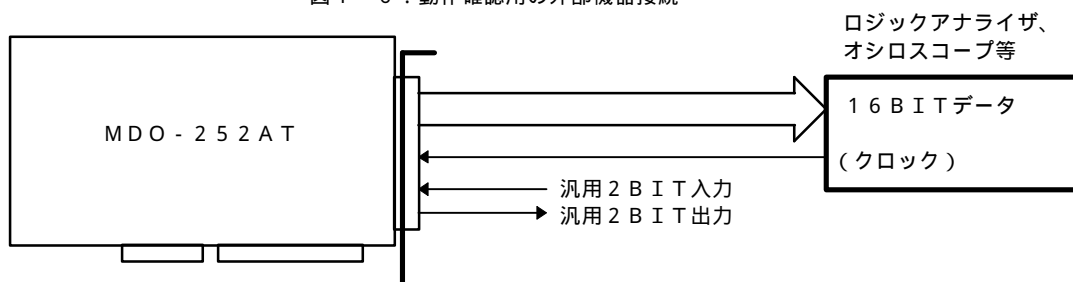 ロジックアナライザ、
オシロスコープ等
MDO-252AT
16BITデータ
(クロック)
汎用2BIT入力
汎用2BIT出力